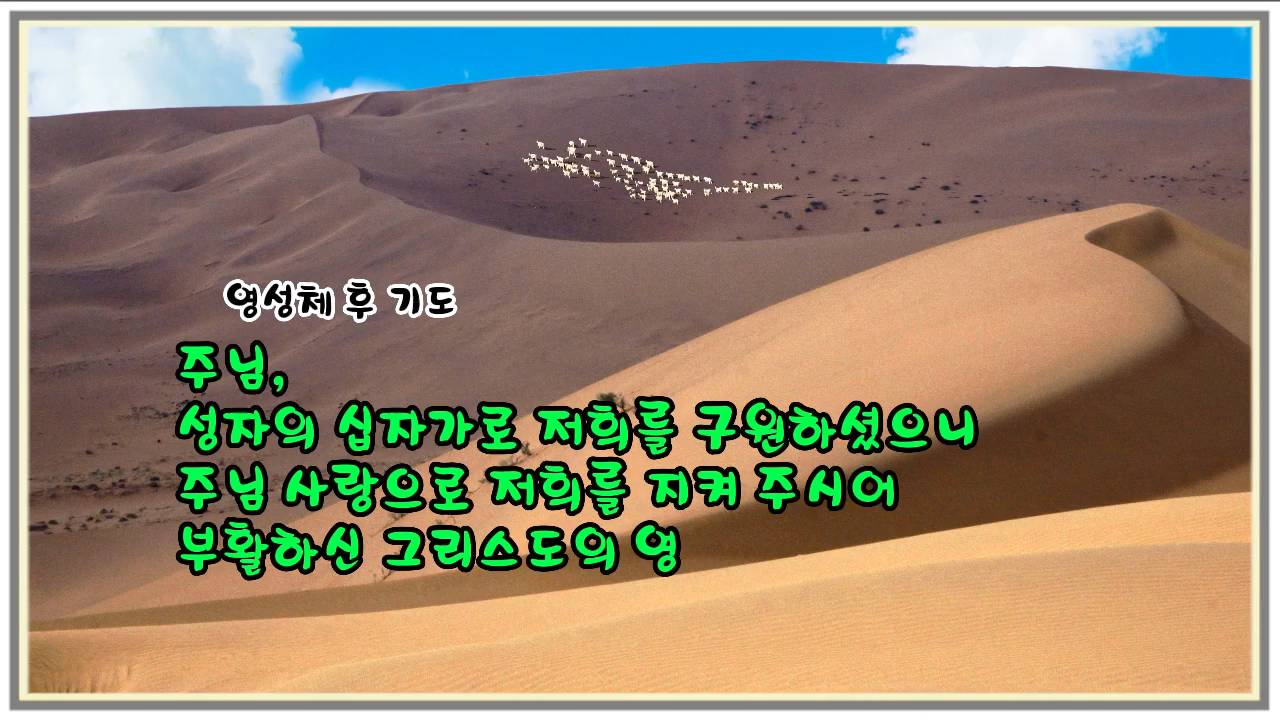 영성체 후 기도
주님,
성자의 십자가로 저희를 구원하셨으니
주님 사랑으로 저희를 지켜 주시어
부활하신 그리스도의 영